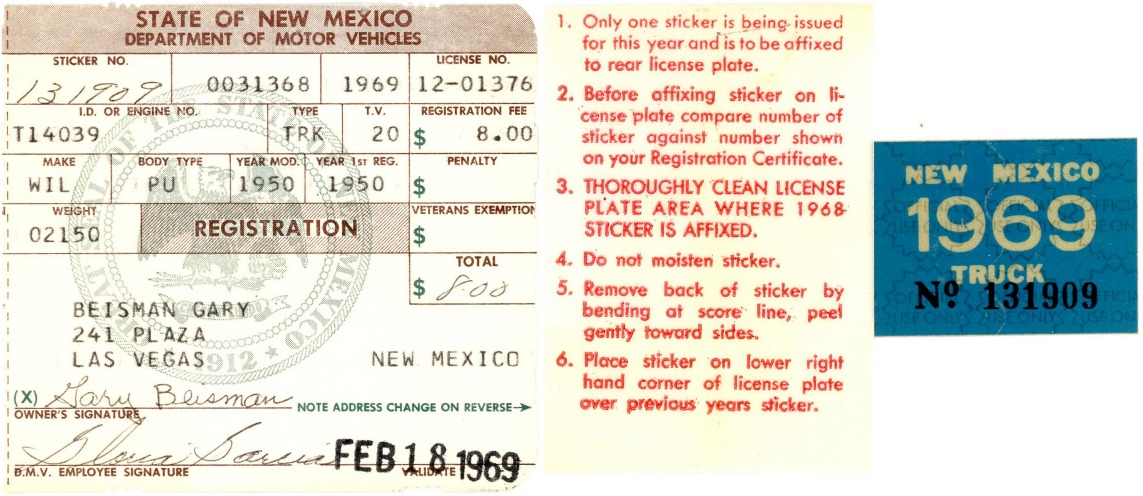 STATE OF NEW MEXICO
DEPARTMENT OF MOTOR VEHICLES
STICKER NO.
LICENSE NO.
131909
0031368
1969
12-01376
I.D. OR ENGINE NO.
TYPE
T.V.
REGISTRATION FEE
T14039
TRK
20
$ 8.00
MAKE
BODY TYPE
YEAR MOD.
YEAR 1st REG.
PENALTY
WIL
PU
1950
1950
$
WEIGHT
REGISTRATION
VETERANS EXEMPTION
02150
$
TOTAL
$ 8.00
BEISMAN GARY
241 PLAZA
LAS VEGAS NEW MEXICO
1912
(X) Gary Beisman
OWNER'S SIGNATURE
NOTE ADDRESS CHANGE ON REVERSE→
Gloria Garcia
D.M.V. EMPLOYEE SIGNATURE
FEB 18 1969
VALIDATE
1. Only one sticker is being issued
for this year and is to be affixed
to rear license plate.
2. Before affixing sticker on li-
cense plate compare number of
sticker against number shown
on your Registration Certificate.
3. THOROUGHLY CLEAN LICENSE
PLATE AREA WHERE 1968
STICKER IS AFFIXED.
4. Do not moisten sticker.
5. Remove back of sticker by
bending at score line, peel
gently toward sides.
6. Place sticker on lower right
hand corner of license plate
over previous years sticker.
NEW MEXICO
1969
TRUCK
Nº 131909